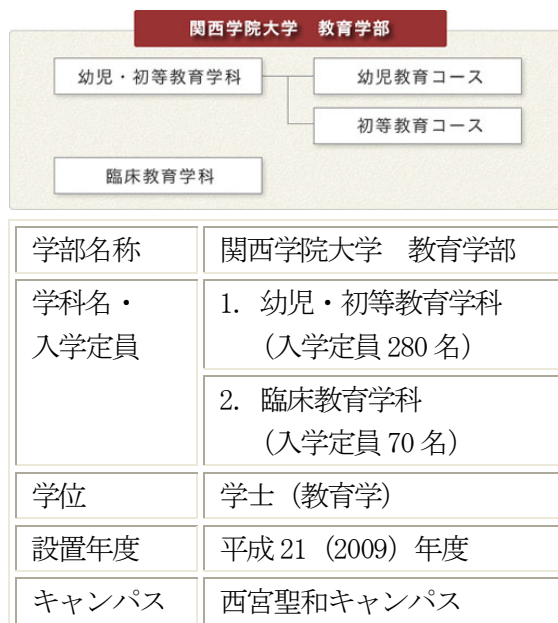 関西学院大学　教育学部
幼児・初等教育学科
幼児教育コース
初等教育コース
臨床教育学科
学部名称
関西学院大学　教育学部
学科名・
入学定員
1. 幼児・初等教育学科
（入学定員 280 名）
2. 臨床教育学科
（入学定員 70 名）
学位
学士（教育学）
設置年度
平成 21（2009）年度
キャンパス
西宮聖和キャンパス